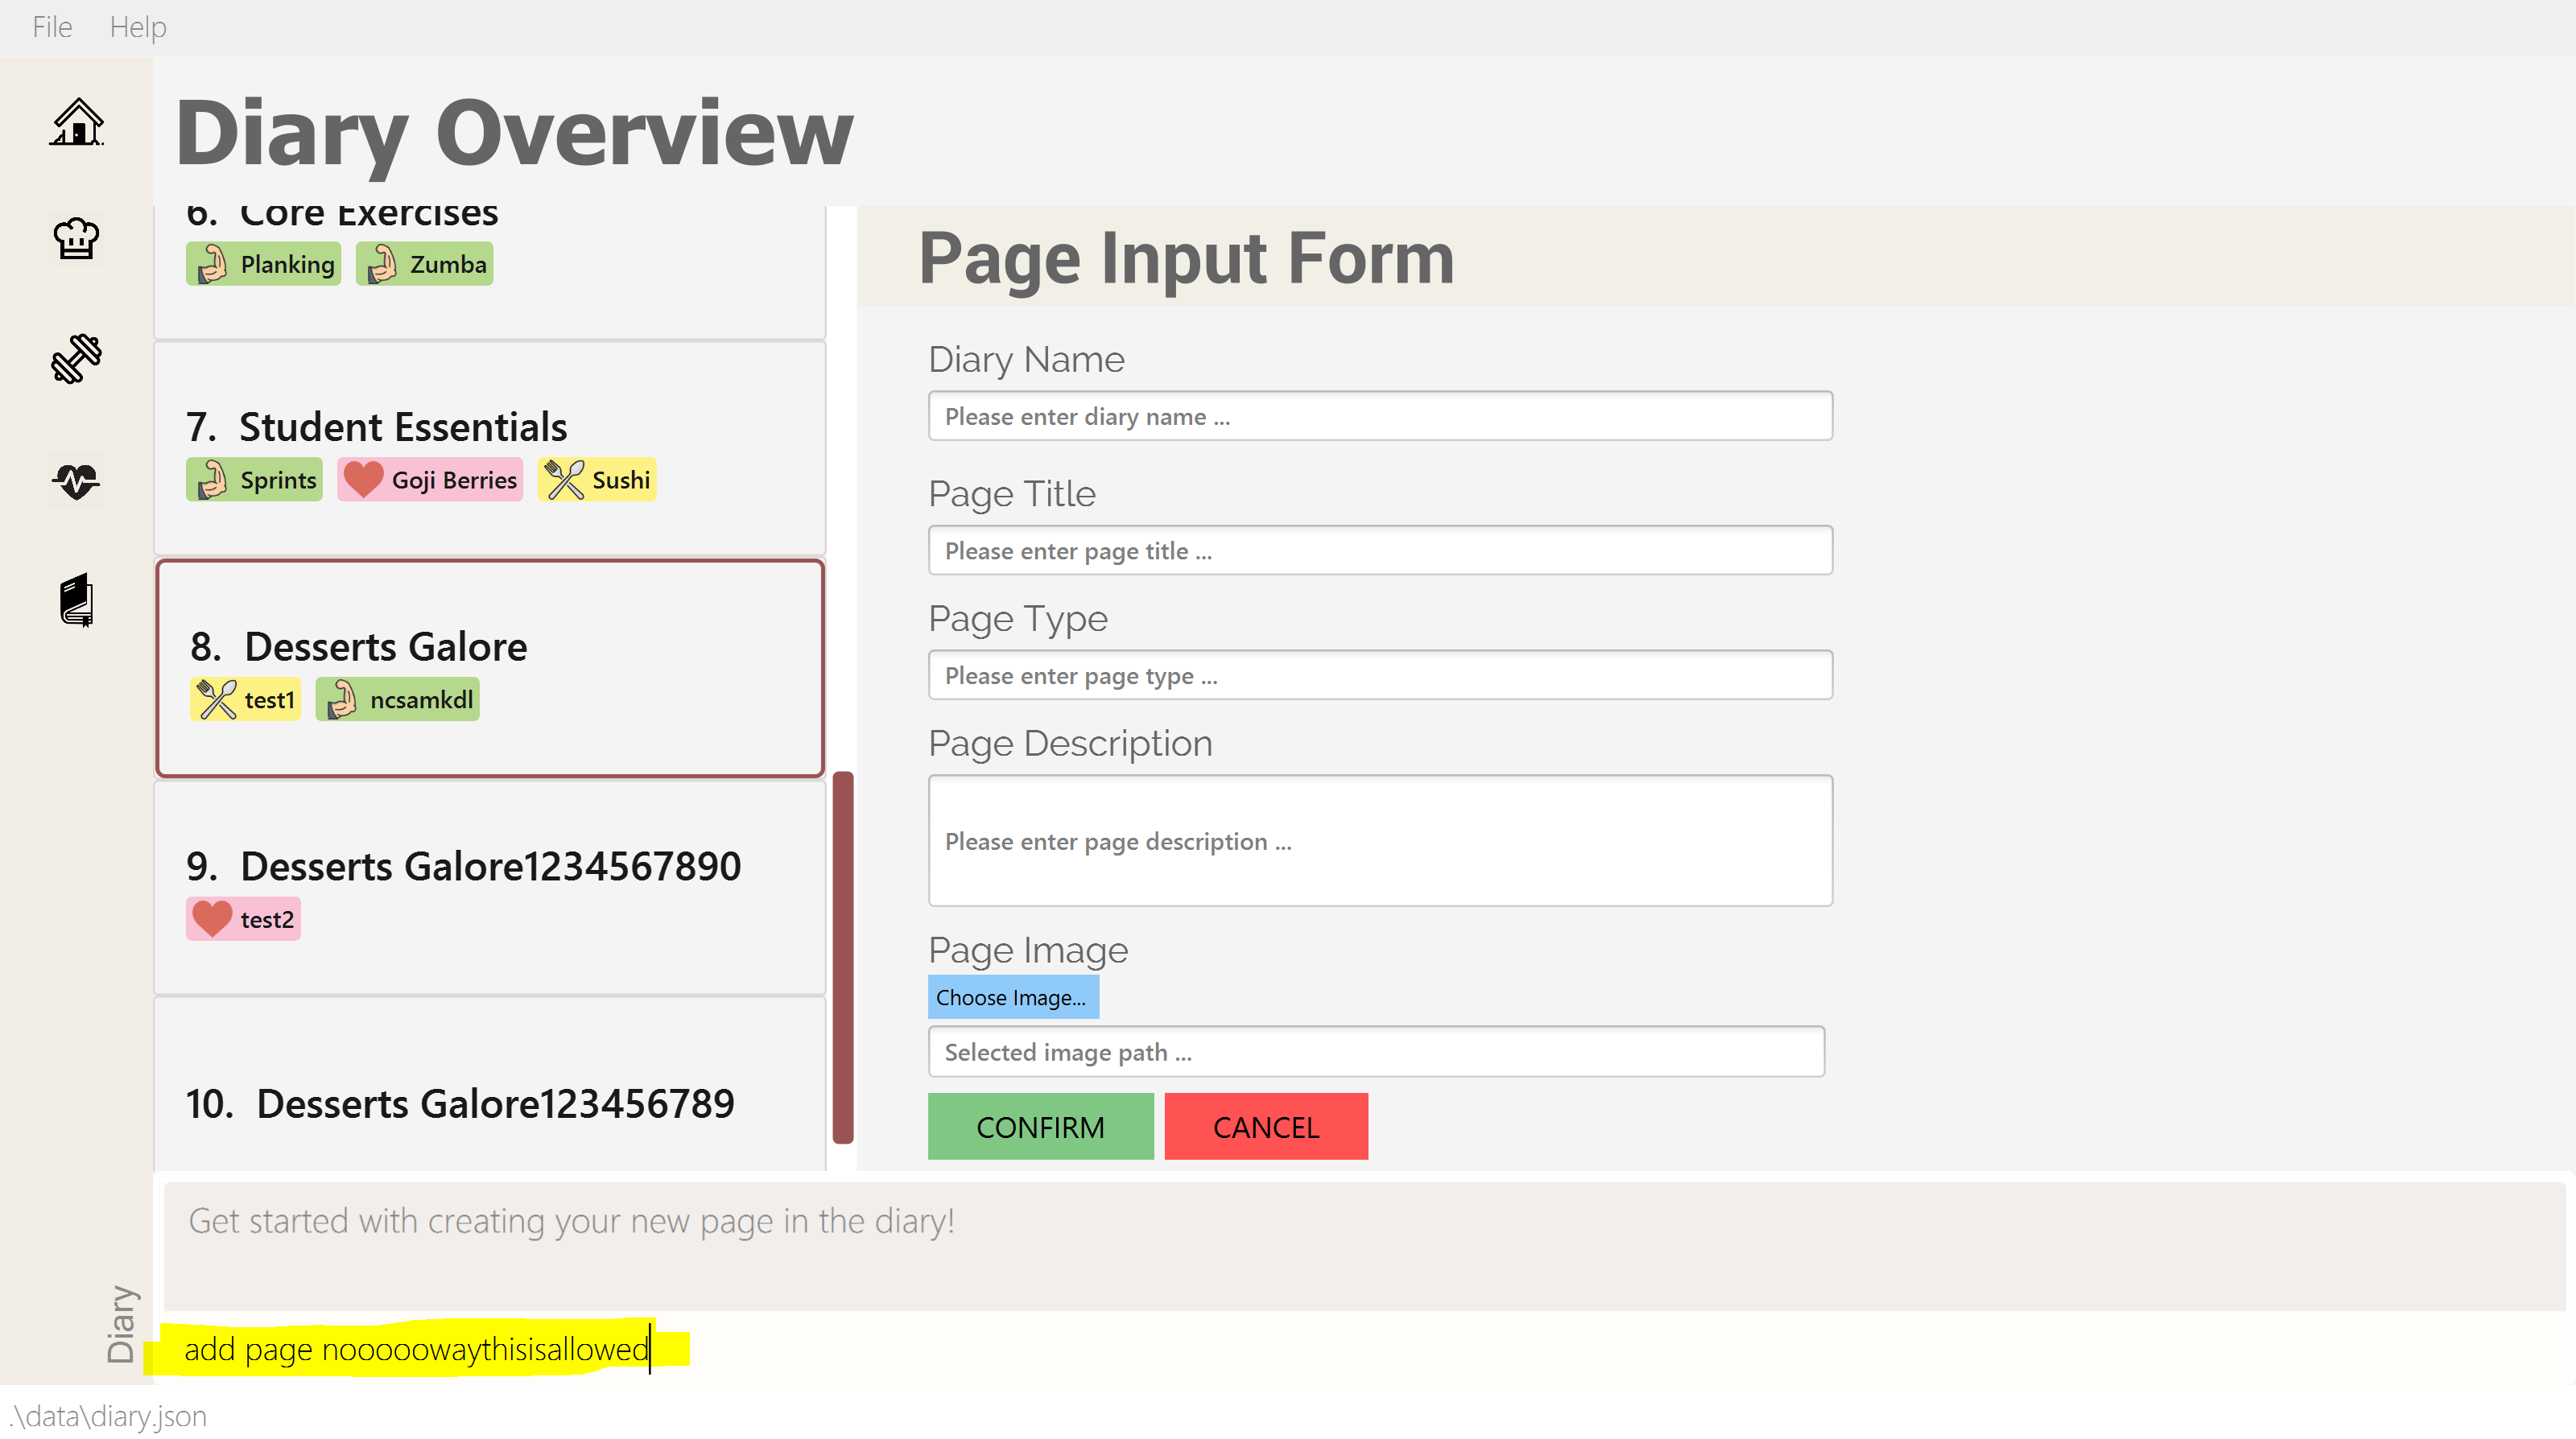 File Help
Diary Overview
6. Core Exercises
Planking Zumba
7. Student Essentials
Sprints Goji Berries Sushi
8. Desserts Galore
test1 ncsamkdl
9. Desserts Galore1234567890
test2
10. Desserts Galore123456789
Page Input Form
Diary Name
Please enter diary name ...
Page Title
Please enter page title ...
Page Type
Please enter page type ...
Page Description
Please enter page description ...
Page Image
Choose Image...
Selected image path ...
CONFIRM CANCEL
Get started with creating your new page in the diary!
Diary
add page nooooowaythisisallowed
.\data\diary.json